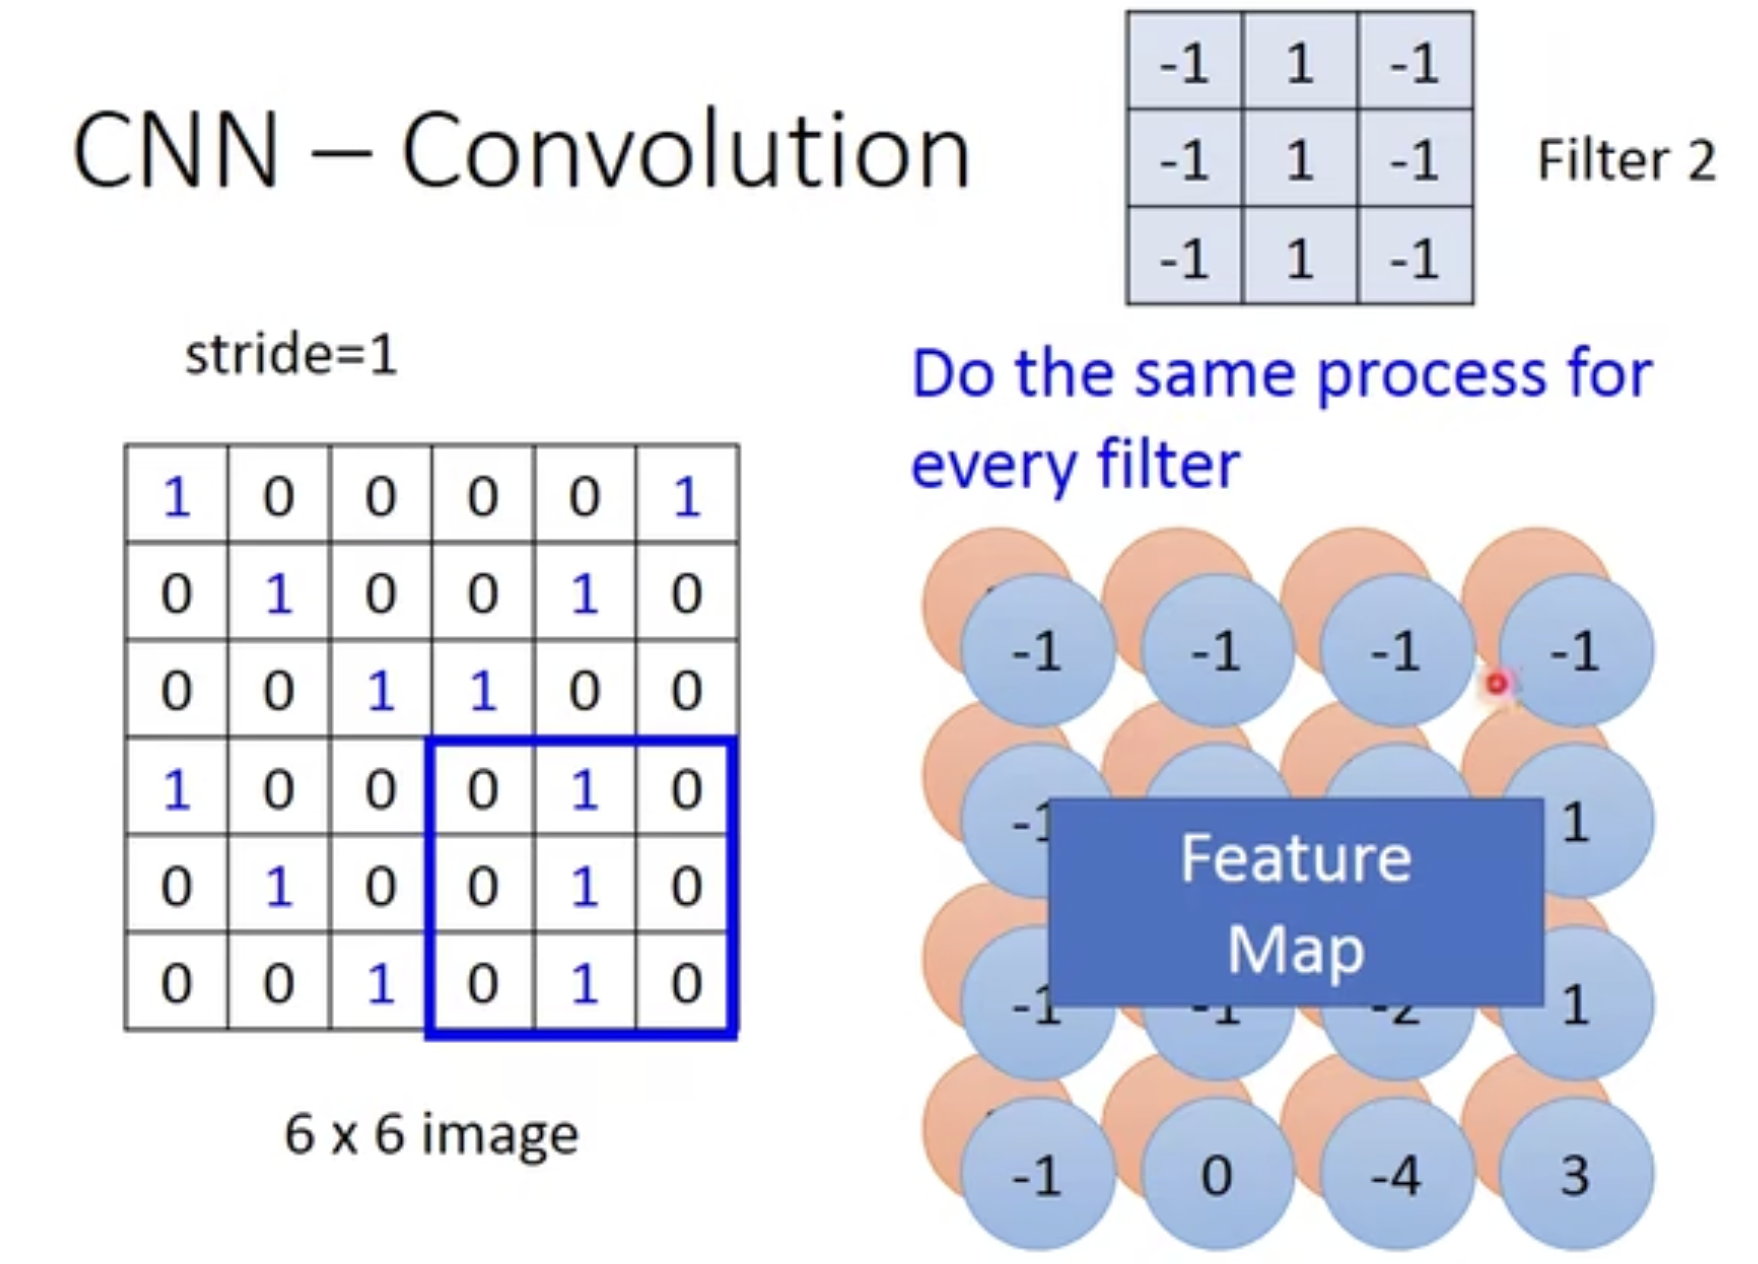 CNN – Convolution
-1 1 -1
-1 1 -1
-1 1 -1
Filter 2
stride=1
1 0 0 0 0 1
0 1 0 0 1 0
0 0 1 1 0 0
1 0 0 0 1 0
0 1 0 0 1 0
0 0 1 0 1 0
6 x 6 image
Do the same process for
every filter
-1 -1 -1 -1
-1 1
Feature
Map
-1 -1 -2 1
-1 0 -4 3